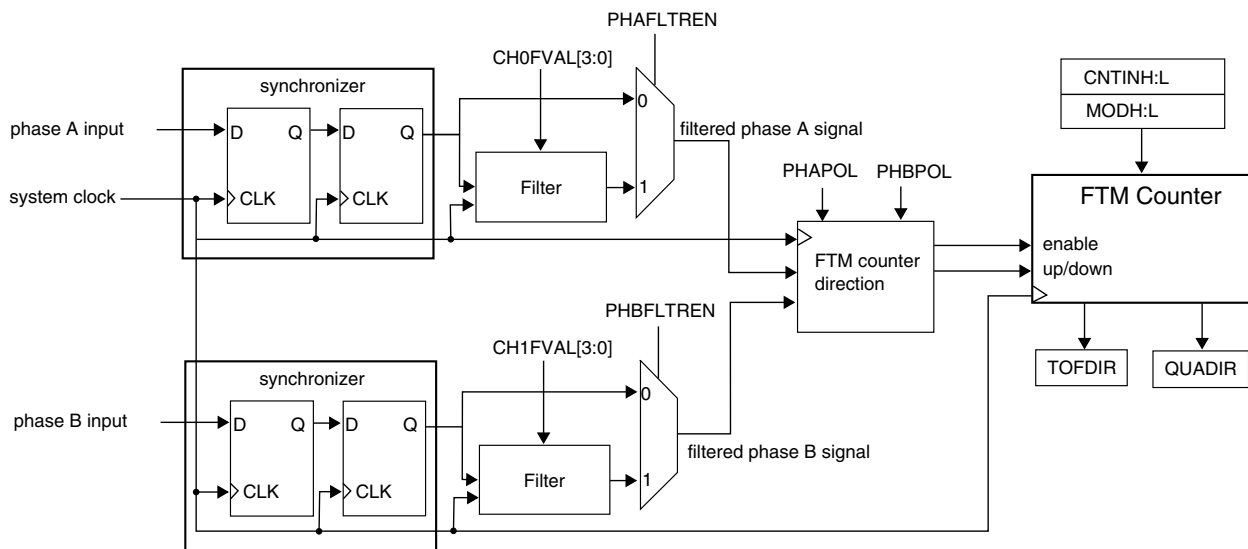 PHAFLTREN
CH0FVAL[3:0]
CNTINH:L
MODH:L
synchronizer
phase A input
D
Q
D
Q
0
filtered phase A signal
system clock
CLK
CLK
Filter
1
PHAPOL
PHBPOL
FTM Counter
enable
up/down
FTM counter
direction
PHBFLTREN
CH1FVAL[3:0]
TOFDIR
QUADIR
synchronizer
phase B input
D
Q
D
Q
0
filtered phase B signal
CLK
CLK
Filter
1